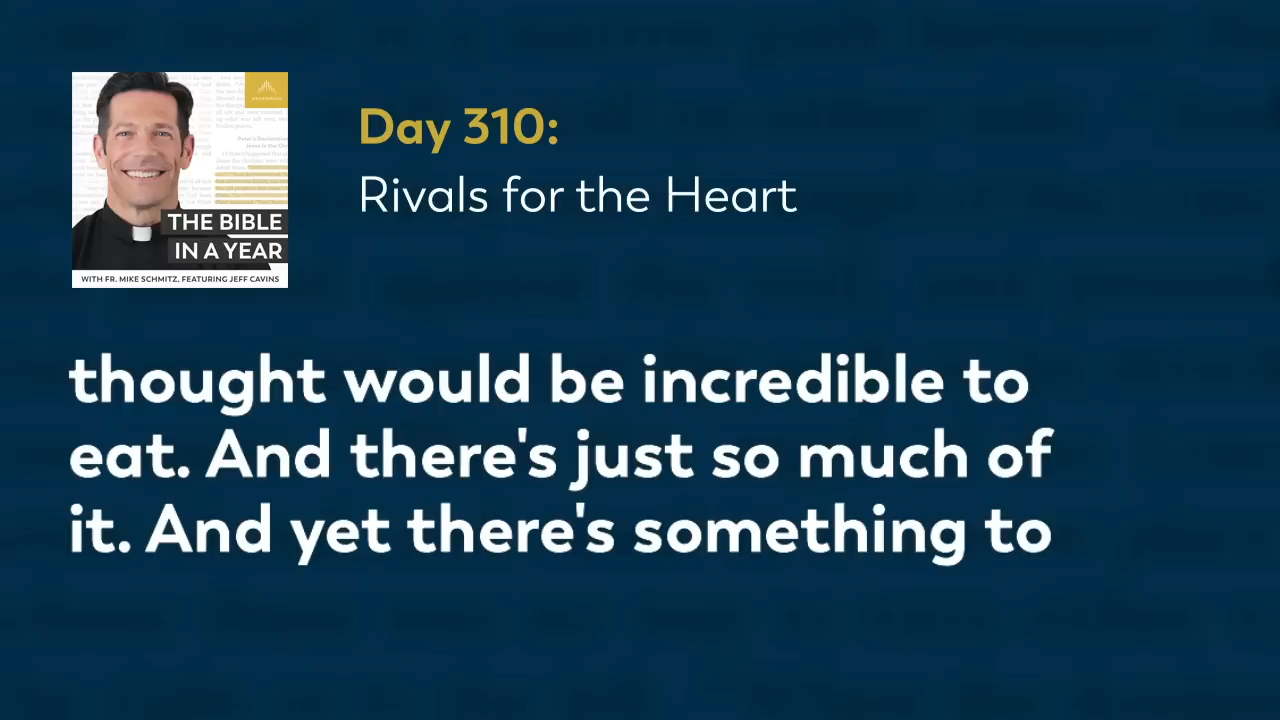 Day 310:
Rivals for the Heart
THE BIBLE
IN A YEAR
WITH FR. MIKE SCHMITZ, FEATURING JEFF CAVINS
thought would be incredible to
eat. And there's just so much of
it. And yet there's something to